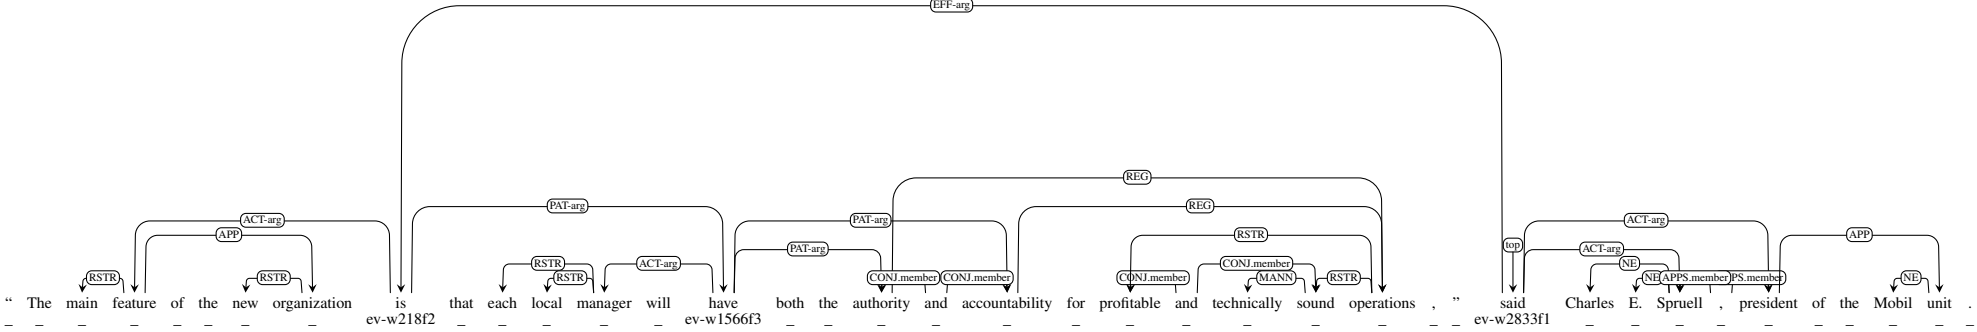 EFF-arg
REG
PAT-arg REG
ACT-arg PAT-arg ACT-arg
APP RSTR APP
PAT-arg top ACT-arg
RSTR ACT-arg CONJ.member NE
RSTR RSTR RSTR CONJ.member CONJ.member CONJ.member MANN RSTR NE APPS.member PS.member NE
“ The main feature of the new organization is that each local manager will have both the authority and accountability for profitable and technically sound operations , ” said Charles E. Spruell , president of the Mobil unit .
_ _ _ _ _ _ _ _ ev-w218f2 _ _ _ _ _ ev-w1566f3 _ _ _ _ _ _ _ _ _ _ _ _ _ ev-w2833f1 _ _ _ _ _ _ _ _ _ _